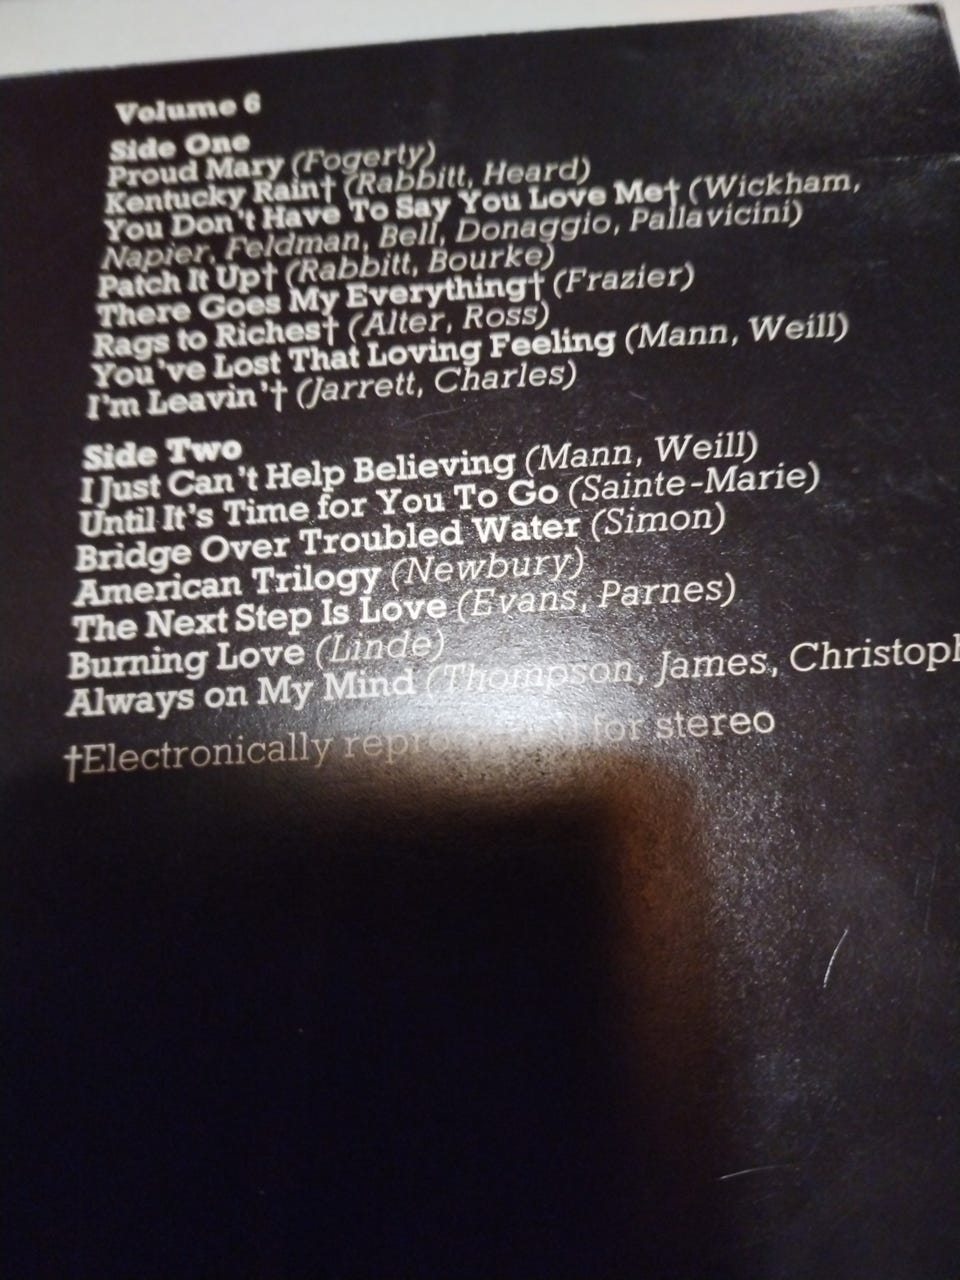 Volume 6
Side One
Proud Mary (Fogerty)
Kentucky Rain† (Rabbitt, Heard)
You Don't Have To Say You Love Me† (Wickham,
Napier, Feldman, Bell, Donaggio, Pallavicini)
Patch It Up† (Rabbitt, Bourke)
There Goes My Everything† (Frazier)
Rags to Riches† (Alter, Ross)
You've Lost That Loving Feeling (Mann, Weill)
I'm Leavin'† (Jarrett, Charles)
Side Two
I Just Can't Help Believing (Mann, Weill)
Until It's Time for You To Go (Sainte-Marie)
Bridge Over Troubled Water (Simon)
American Trilogy (Newbury)
The Next Step Is Love (Evans, Parnes)
Burning Love (Linde)
Always on My Mind (Thompson, James, Christoph
†Electronically for stereo